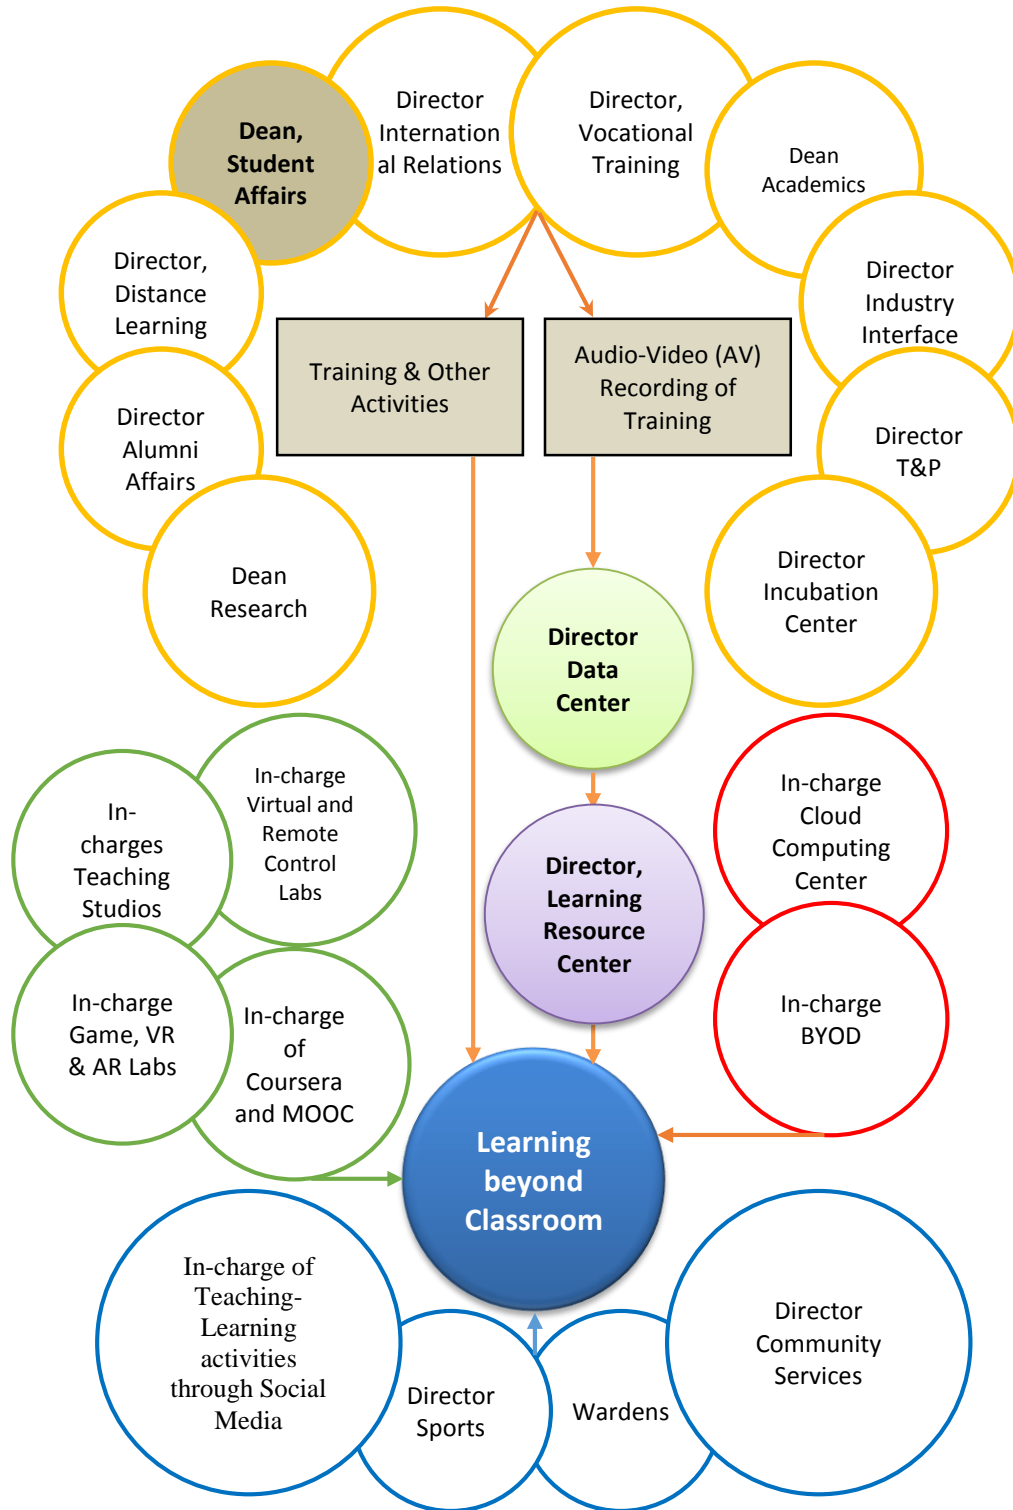 Dean,
Student
Affairs
Director
Internation
al Relations
Director,
Vocational
Training
Dean
Academics
Director,
Distance
Learning
Director
Industry
Interface
Training & Other
Activities
Audio-Video (AV)
Recording of
Training
Director
Alumni
Affairs
Director
T&P
Dean
Research
Director
Incubation
Center
Director
Data
Center
In-
charges
Teaching
Studios
In-charge
Virtual and
Remote
Control
Labs
In-charge
Cloud
Computing
Center
Director,
Learning
Resource
Center
In-charge
Game, VR
& AR Labs
In-charge
of
Coursera
and MOOC
In-charge
BYOD
Learning
beyond
Classroom
In-charge of
Teaching-
Learning
activities
through Social
Media
Director
Sports
Wardens
Director
Community
Services